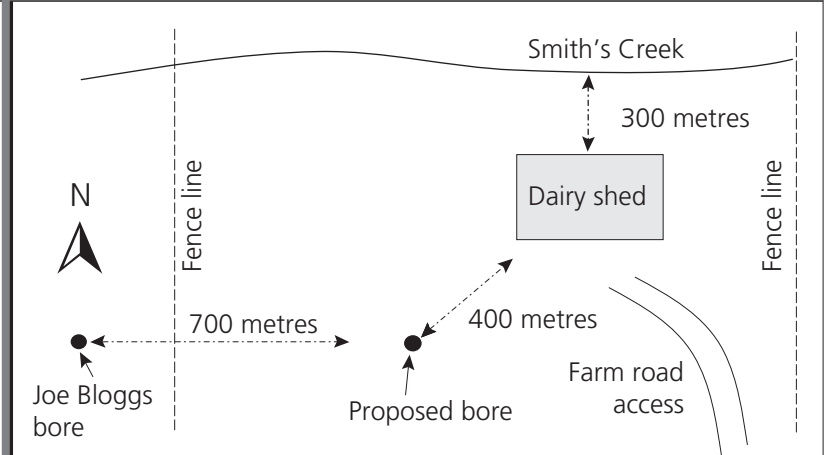 Smith's Creek
300 metres
Dairy shed
Fence line
Fence line
N
700 metres
400 metres
Joe Bloggs
bore
Proposed bore
Farm road
access